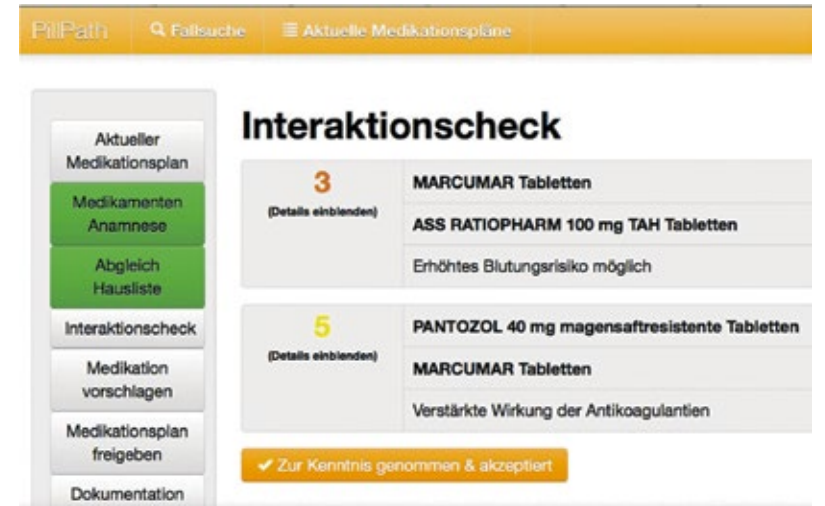 PillPath Fallsuche Aktuelle Medikationspläne
Aktueller
Medikationsplan
Medikamenten
Anamnese
Abgleich
Hausliste
Interaktionscheck
Medikation
vorschlagen
Medikationsplan
freigeben
Dokumentation
Interaktionscheck
3
(Details einblenden)
MARCUMAR Tabletten
ASS RATIOPHARM 100 mg TAH Tabletten
Erhöhtes Blutungsrisiko möglich
5
(Details einblenden)
PANTOZOL 40 mg magensaftresistente Tabletten
MARCUMAR Tabletten
Verstärkte Wirkung der Antikoagulantien
Zur Kenntnis genommen & akzeptiert